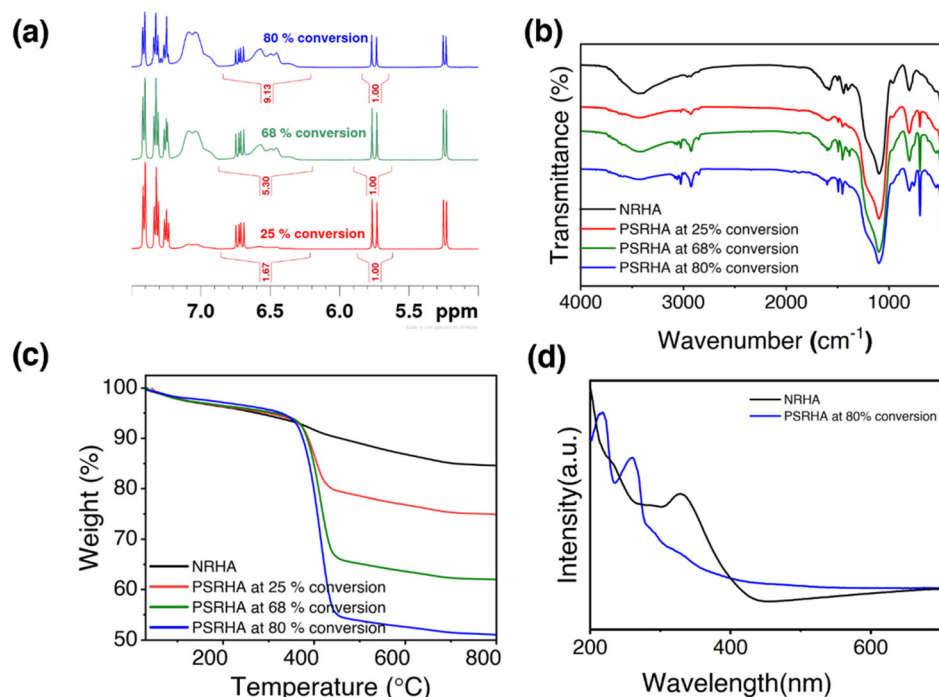 (a)
80 % conversion
9.13
1.00
68 % conversion
5.30
1.00
25 % conversion
1.67
1.00
7.0 6.5 6.0 5.5 ppm
(b)
Transmittance (%)
NRHA
PSRHA at 25% conversion
PSRHA at 68% conversion
PSRHA at 80% conversion
4000 3000 2000 1000
Wavenumber (cm⁻¹)
(c)
100
90
80
70
60
50
Weight (%)
NRHA
PSRHA at 25 % conversion
PSRHA at 68 % conversion
PSRHA at 80 % conversion
200 400 600 800
Temperature (°C)
(d)
Intensity(a.u.)
NRHA
PSRHA at 80% conversion
200 400 600
Wavelength(nm)